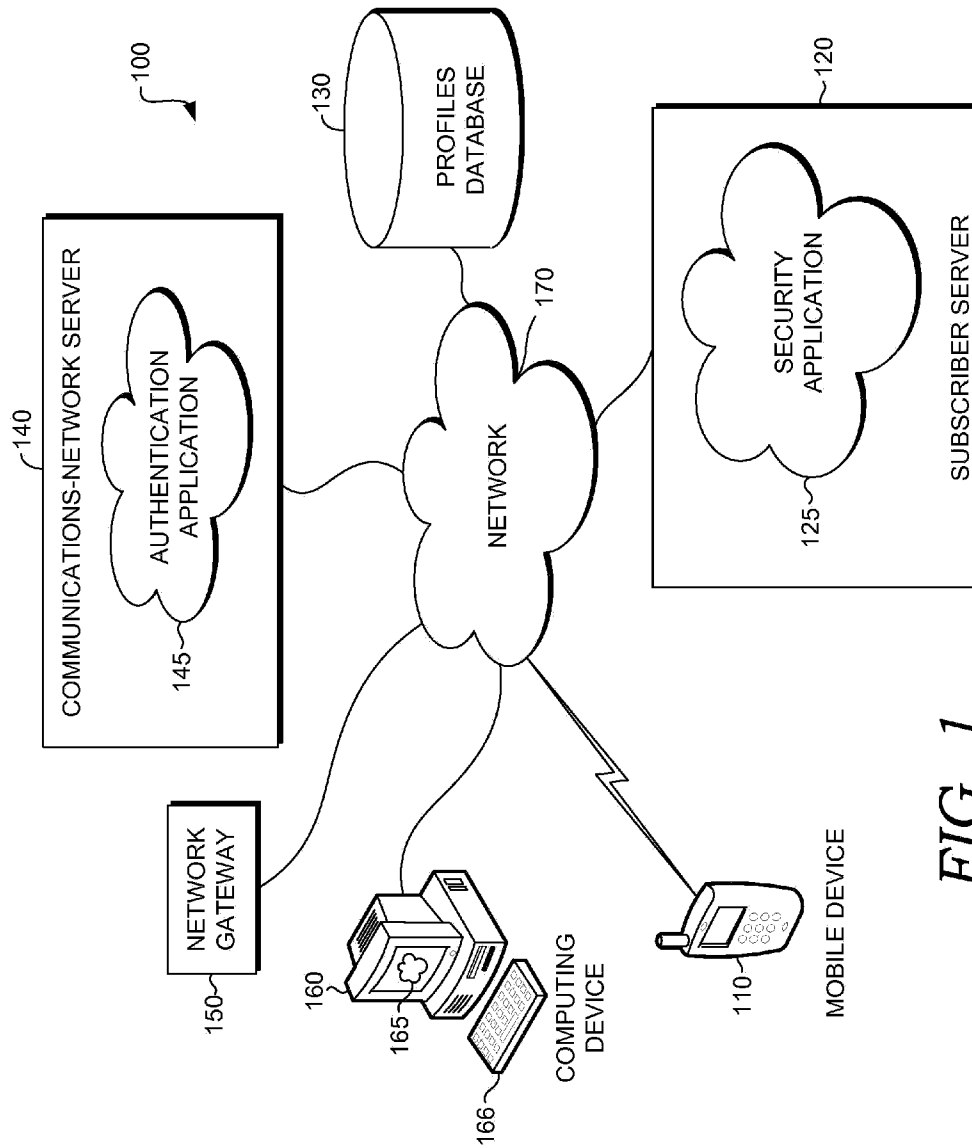 100
140
COMMUNICATIONS-NETWORK SERVER
AUTHENTICATION
APPLICATION
145
NETWORK
GATEWAY
150
130
PROFILES
DATABASE
160
165
166
COMPUTING
DEVICE
NETWORK
170
110
MOBILE DEVICE
120
SECURITY
APPLICATION
125
SUBSCRIBER SERVER
FIG. 1